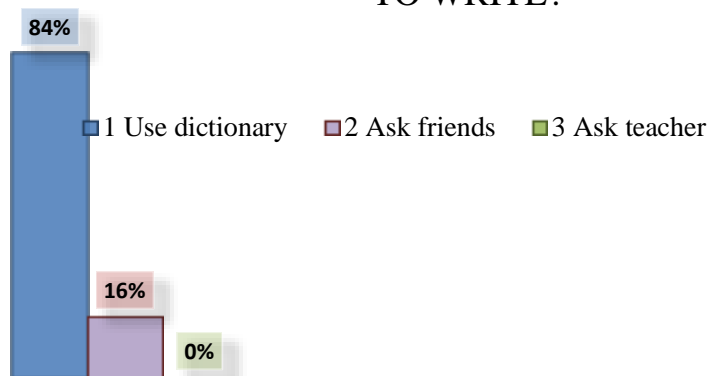 TO WRITE?
84%
1 Use dictionary 2 Ask friends 3 Ask teacher
16%
0%